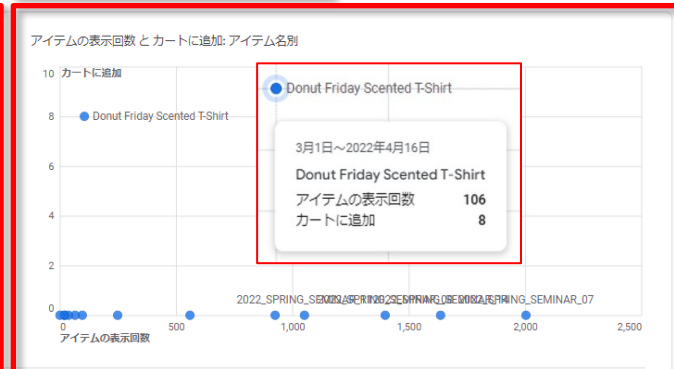 アイテムの表示回数 とカートに追加: アイテム名別
10 カートに追加
Donut Friday Scented T-Shirt
8 Donut Friday Scented T-Shirt
3月1日～2022年4月16日
Donut Friday Scented T-Shirt
アイテムの表示回数 106
カートに追加 8
6
4
2
2022_SPRING_SEMINAR_07
0
0 500 1,000 1,500 2,000 2,500
アイテムの表示回数